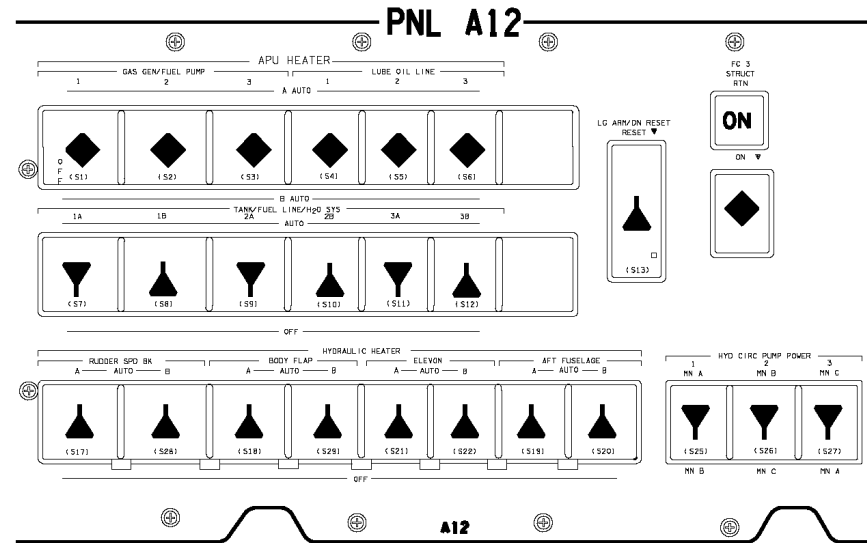 PNL A12
APU HEATER
GAS GEN/FUEL PUMP LUBE OIL LINE
1 2 3 1 2 3
A AUTO
OFF
(S1) (S2) (S3) (S4) (S5) (S6)
B AUTO
TANK/FUEL LINE/H2O SYS
1A 1B 2A 2B 3A 3B
AUTO
(S7) (S8) (S9) (S10) (S11) (S12)
OFF
LG ARM/DN RESET
RESET ▼
(S13)
FC 3
STRUCT
RTN
ON
ON ▼
HYDRAULIC HEATER
RUDDER SPD BK BODY FLAP ELEVON AFT FUSELAGE
A AUTO B A AUTO B A AUTO B A AUTO B
(S17) (S28) (S18) (S29) (S21) (S22) (S19) (S20)
OFF
HYD CIRC PUMP POWER
1 2 3
MN A MN B MN C
(S25) (S26) (S27)
MN B MN C MN A
A12